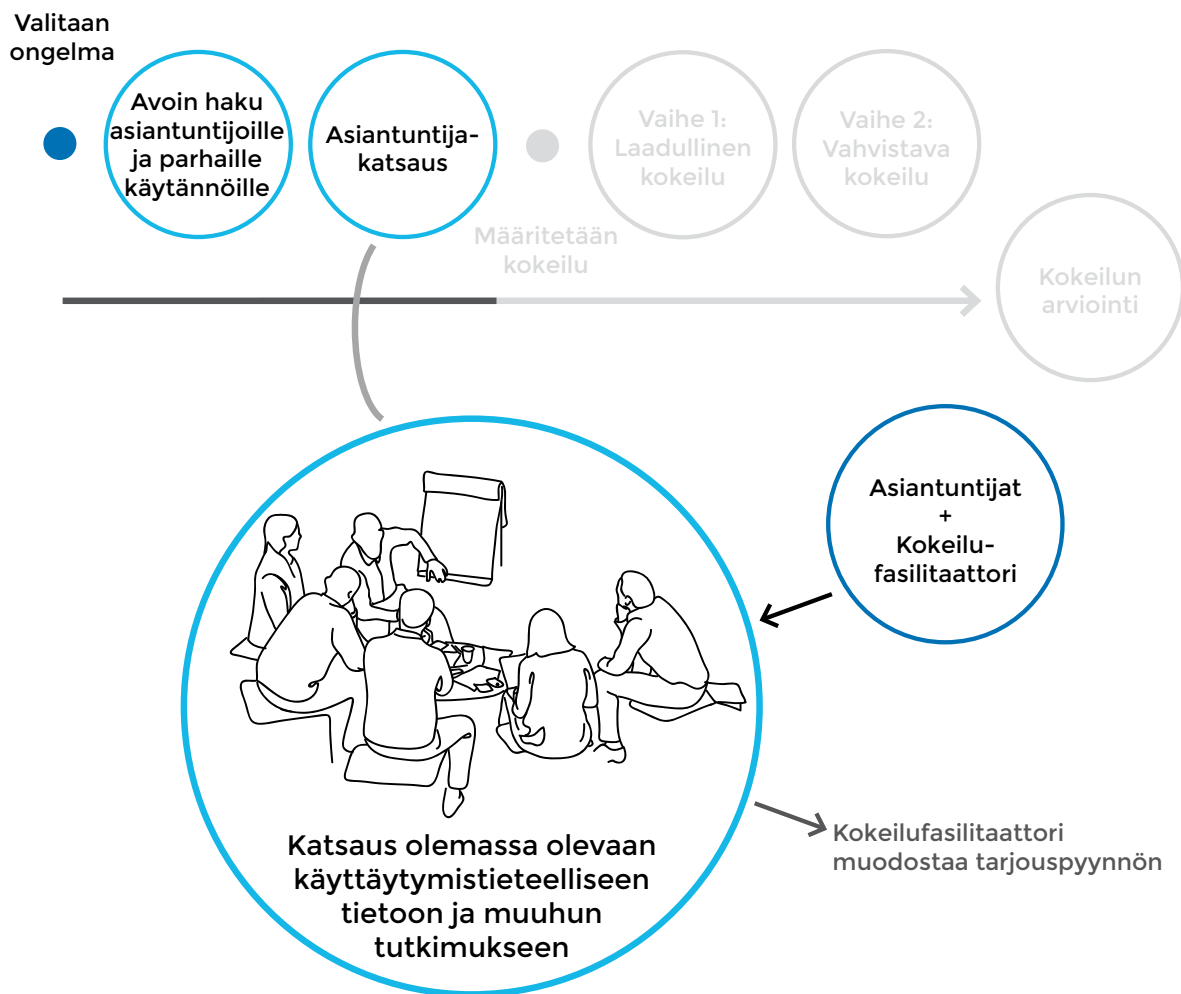 Valitaan
ongelma
Avoin haku
asiantuntijoille
ja parhaille
käytännöille
Asiantuntija-
katsaus
Määritetään
kokeilu
Vaihe 1:
Laadullinen
kokeilu
Vaihe 2:
Vahvistava
kokeilu
Kokeilun
arviointi
Asiantuntijat
+
Kokeilu-
fasilitaattori
Katsaus olemassa olevaan
käyttäytymistieteelliseen
tietoon ja muuhun
tutkimukseen
Kokeilufasilitaattori
muodostaa tarjouspyynnön